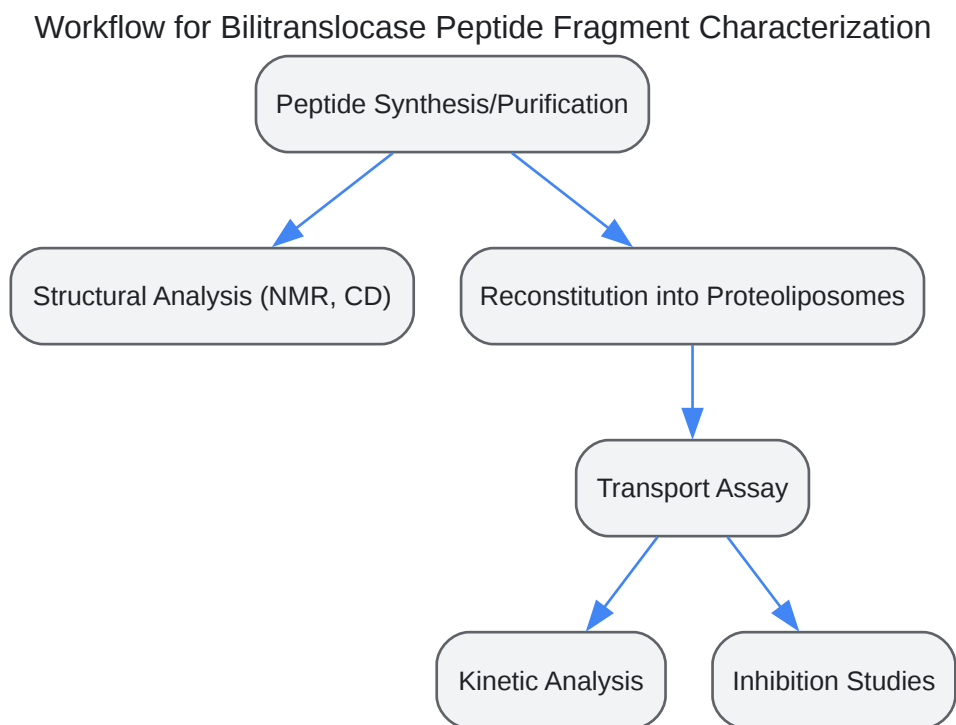 Workflow for Bilitranslocase Peptide Fragment Characterization
Peptide Synthesis/Purification
Structural Analysis (NMR, CD)
Reconstitution into Proteoliposomes
Transport Assay
Kinetic Analysis
Inhibition Studies